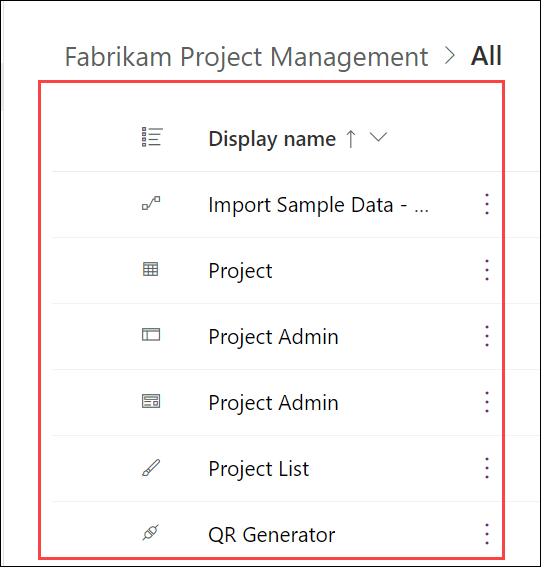 Fabrikam Project Management > All
Display name ↑
Import Sample Data - ...
Project
Project Admin
Project Admin
Project List
QR Generator